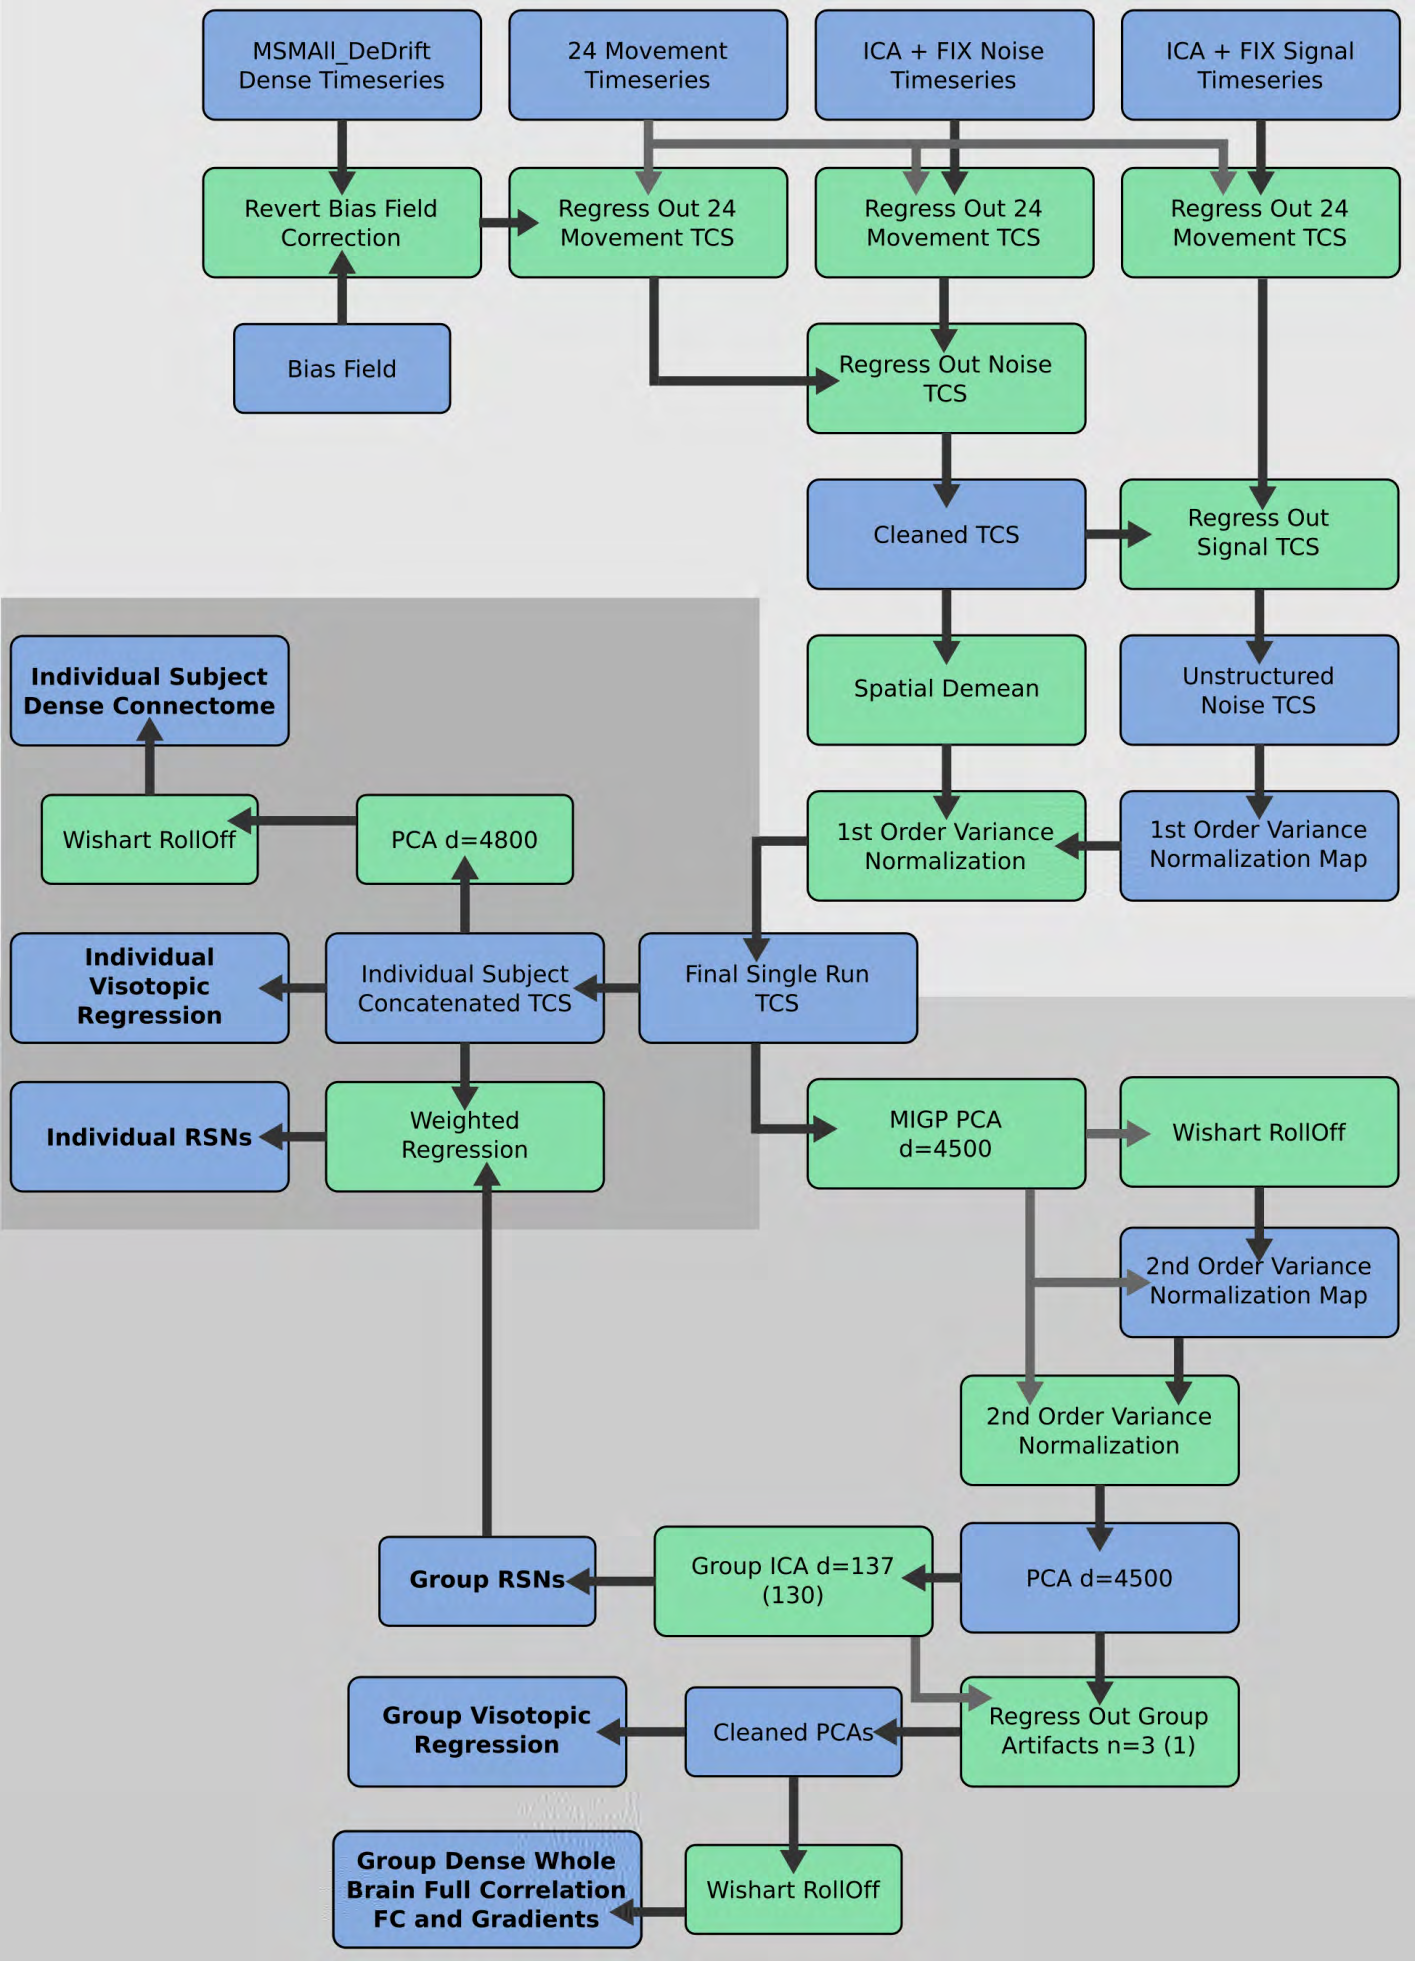 MSMAll_DeDrift
Dense Timeseries
24 Movement
Timeseries
ICA + FIX Noise
Timeseries
ICA + FIX Signal
Timeseries
Revert Bias Field
Correction
Regress Out 24
Movement TCS
Regress Out 24
Movement TCS
Regress Out 24
Movement TCS
Bias Field
Regress Out Noise
TCS
Cleaned TCS
Regress Out
Signal TCS
Individual Subject
Dense Connectome
Spatial Demean
Unstructured
Noise TCS
Wishart RollOff
PCA d=4800
1st Order Variance
Normalization
1st Order Variance
Normalization Map
Individual
Visotopic
Regression
Individual Subject
Concatenated TCS
Final Single Run
TCS
Individual RSNs
Weighted
Regression
MIGP PCA
d=4500
Wishart RollOff
2nd Order Variance
Normalization Map
2nd Order Variance
Normalization
Group RSNs
Group ICA d=137
(130)
PCA d=4500
Group Visotopic
Regression
Cleaned PCAs
Regress Out Group
Artifacts n=3 (1)
Group Dense Whole
Brain Full Correlation
FC and Gradients
Wishart RollOff